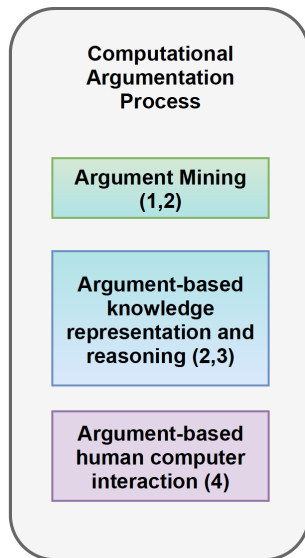 Computational
Argumentation
Process
Argument Mining
(1,2)
Argument-based
knowledge
representation and
reasoning (2,3)
Argument-based
human computer
interaction (4)